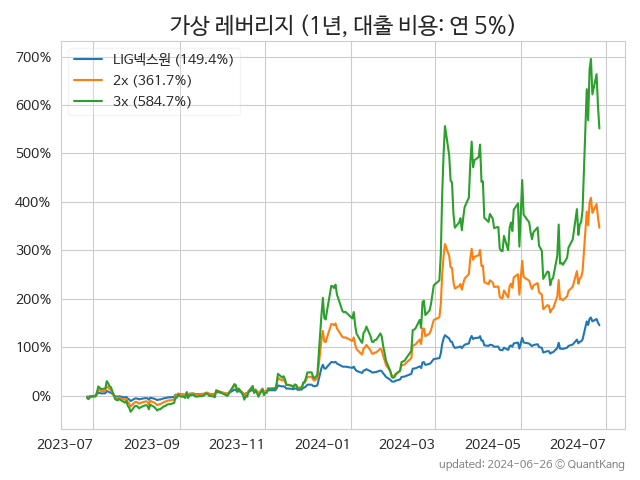 가상 레버리지 (1년, 대출 비용: 연 5%)
LIG넥스원 (149.4%)
2x (361.7%)
3x (584.7%)
700%
600%
500%
400%
300%
200%
100%
0%
2023-07 2023-09 2023-11 2024-01 2024-03 2024-05 2024-07
updated: 2024-06-26 © QuantKang